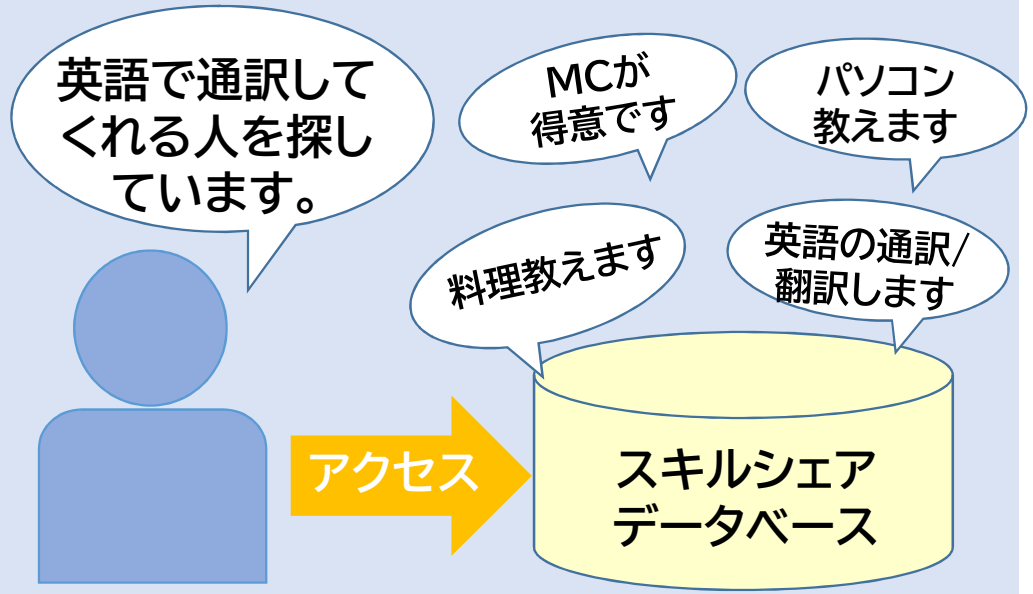 英語で通訳して
くれる人を探し
ています。
MCが
得意です
パソコン
教えます
料理教えます
英語の通訳/
翻訳します
アクセス
スキルシェア
データベース